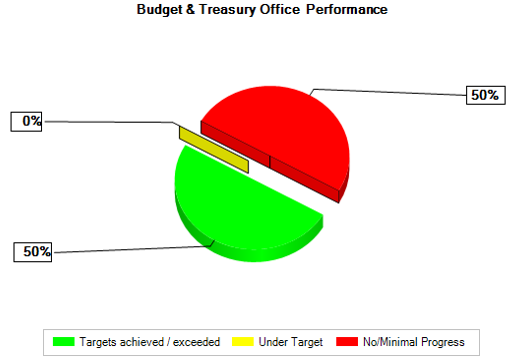 Budget & Treasury Office Performance
50%
0%
50%
Targets achieved / exceeded
Under Target
No/Minimal Progress